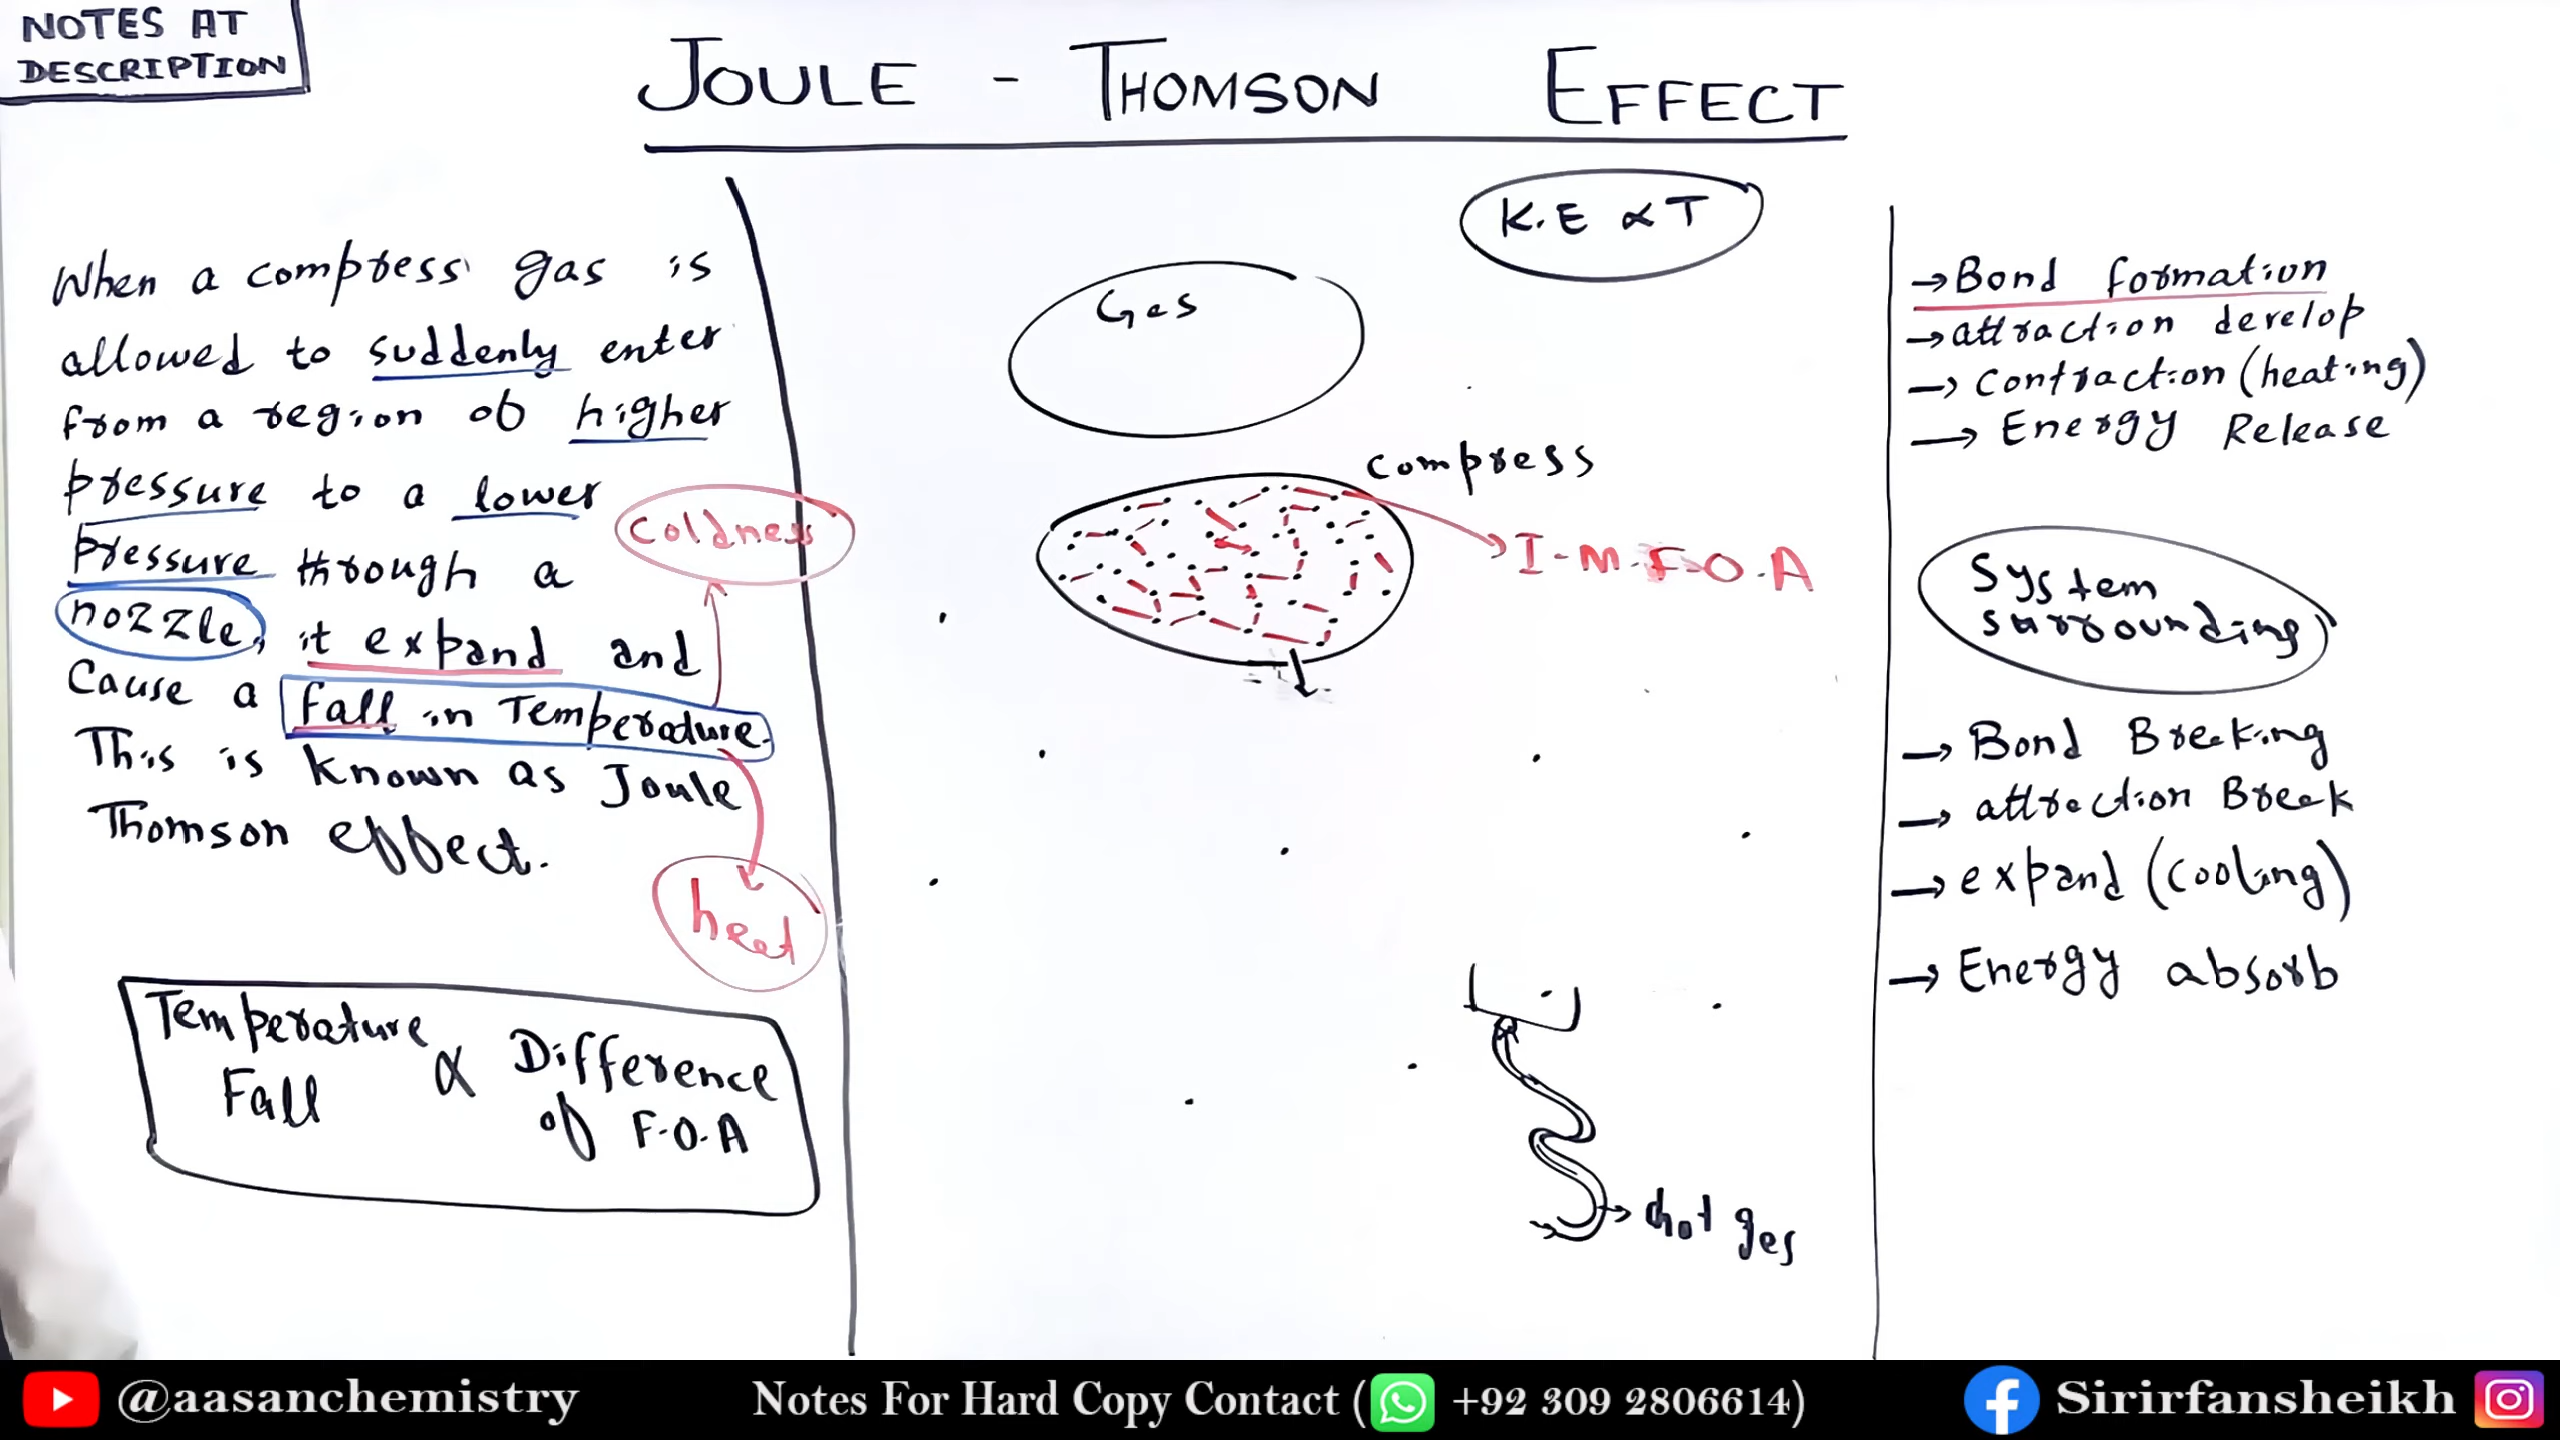 NOTES AT
DESCRIPTION
JOULE - THOMSON EFFECT
When a compress gas is
allowed to suddenly enter
from a region of higher
pressure to a lower
pressure through a
nozzle, it expand and
Cause a fall in Temperature.
This is known as Joule
Thomson effect.
coldness
heat
Temperature
Fall ∝ Difference
of F.O.A
K.E ∝ T
Gas
compress
I-M.F-O.A
hot gas
→ Bond formation
→ attraction develop
→ contraction (heating)
→ Energy Release
System
surrounding
→ Bond Breaking
→ attraction Break
→ expand (cooling)
→ Energy absorb
@aasanchemistry
Notes For Hard Copy Contact ( +92 309 2806614)
Sirirfansheikh